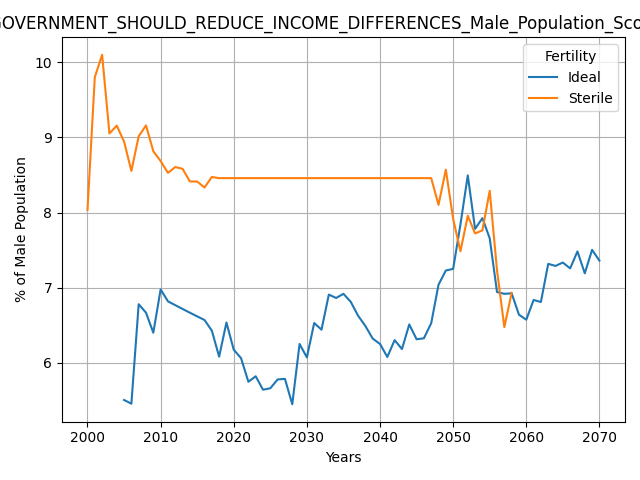 GOVERNMENT_SHOULD_REDUCE_INCOME_DIFFERENCES_Male_Population_Sco
Fertility
Ideal
Sterile
10
9
8
7
6
% of Male Population
2000 2010 2020 2030 2040 2050 2060 2070
Years